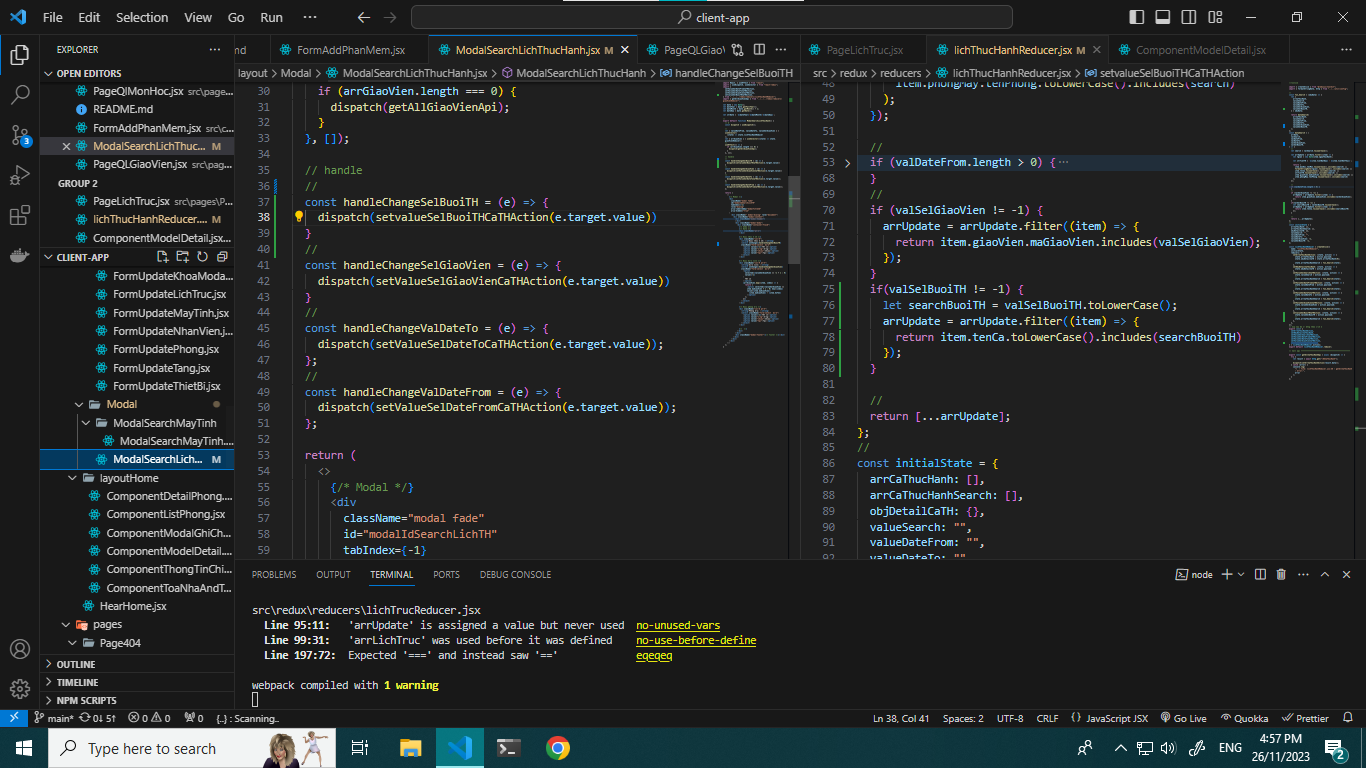 File Edit Selection View Go Run ··· client-app
EXPLORER ···
OPEN EDITORS
PageQlMonHoc.jsx src\page...
README.md
FormAddPhanMem.jsx src\c...
ModalSearchLichThuc... M
PageQLGiaoVien.jsx src\pag...
GROUP 2
PageLichTruc.jsx src\pages\P...
lichThucHanhReducer.... M
ComponentModelDetail.jsx...
CLIENT-APP
FormUpdateKhoaModa...
FormUpdateLichTruc.jsx
FormUpdateMayTinh.jsx
FormUpdateNhanVien.j...
FormUpdatePhong.jsx
FormUpdateTang.jsx
FormUpdateThietBi.jsx
Modal
ModalSearchMayTinh
ModalSearchMayTinh....
ModalSearchLich... M
layoutHome
ComponentDetailPhong....
ComponentListPhong.jsx
ComponentModalGhiCh...
ComponentModelDetail....
ComponentThongTinChi...
ComponentToaNhaAndT...
HearHome.jsx
pages
Page404
OUTLINE
TIMELINE
NPM SCRIPTS
md FormAddPhanMem.jsx ModalSearchLichThucHanh.jsx M PageQLGiaoV ···
layout > Modal > ModalSearchLichThucHanh.jsx > ModalSearchLichThucHanh > handleChangeSelBuoiTH
30 if (arrGiaoVien.length === 0) {
31 dispatch(getAllGiaoVienApi);
32 }
33 }, []);
34
35 // handle
36 //
37 const handleChangeSelBuoiTH = (e) => {
38 dispatch(setvalueSelBuoiTHCaTHAction(e.target.value))
39 }
40 //
41 const handleChangeSelGiaoVien = (e) => {
42 dispatch(setValueSelGiaoVienCaTHAction(e.target.value))
43 }
44 //
45 const handleChangeValDateTo = (e) => {
46 dispatch(setValueSelDateToCaTHAction(e.target.value));
47 };
48 //
49 const handleChangeValDateFrom = (e) => {
50 dispatch(setValueSelDateFromCaTHAction(e.target.value));
51 };
52
53 return (
54 <>
55 {/* Modal */}
56 <div
57 className="modal fade"
58 id="modalIdSearchLichTH"
59 tabIndex={-1}
PageLichTruc.jsx lichThucHanhReducer.jsx M ComponentModelDetail.jsx ···
src > redux > reducers > lichThucHanhReducer.jsx > setvalueSelBuoiTHCaTHAction
48 item.phongMay.tenPhong.toLowerCase().includes(search)
49 );
50 });
51
52 //
53 if (valDateFrom.length > 0) { ···
68 }
69 //
70 if (valSelGiaoVien != -1) {
71 arrUpdate = arrUpdate.filter((item) => {
72 return item.giaoVien.maGiaoVien.includes(valSelGiaoVien);
73 });
74 }
75 if(valSelBuoiTH != -1) {
76 let searchBuoiTH = valSelBuoiTH.toLowerCase();
77 arrUpdate = arrUpdate.filter((item) => {
78 return item.tenCa.toLowerCase().includes(searchBuoiTH)
79 });
80 }
81
82 //
83 return [...arrUpdate];
84 };
85 //
86 const initialState = {
87 arrCaThucHanh: [],
88 arrCaThucHanhSearch: [],
89 objDetailCaTH: {},
90 valueSearch: "",
91 valueDateFrom: "",
92 valueDateTo: ""
PROBLEMS OUTPUT TERMINAL PORTS DEBUG CONSOLE node ···
src\redux\reducers\lichTrucReducer.jsx
Line 95:11: 'arrUpdate' is assigned a value but never used no-unused-vars
Line 99:31: 'arrLichTruc' was used before it was defined no-use-before-define
Line 197:72: Expected '===' and instead saw '==' eqeqeq
webpack compiled with 1 warning
main* 0↓ 5↑ 0 0 0 {..} : Scanning.. Ln 38, Col 41 Spaces: 2 UTF-8 CRLF {} JavaScript JSX Go Live Quokka Prettier
Type here to search ENG 4:57 PM
26/11/2023 2